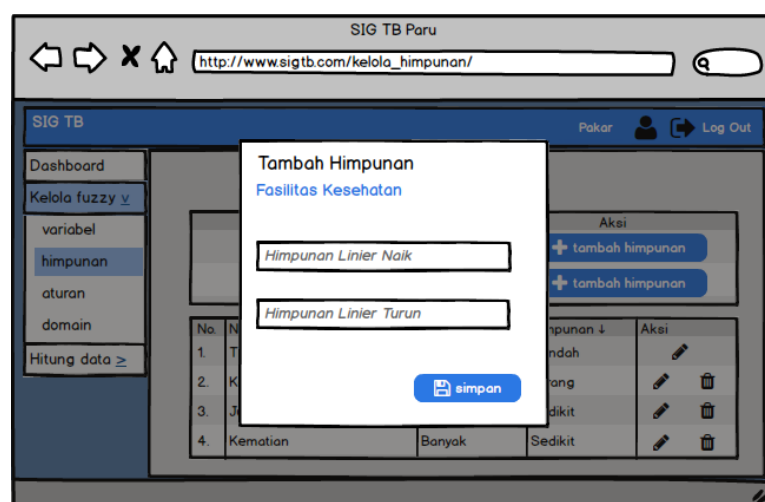 SIG TB Paru
http://www.sigtb.com/kelola_himpunan/
SIG TB
Pakar
Log Out
Dashboard
Kelola fuzzy v
variabel
himpunan
aturan
domain
Hitung data >
Tambah Himpunan
Fasilitas Kesehatan
Himpunan Linier Naik
Himpunan Linier Turun
simpan
Aksi
tambah himpunan
tambah himpunan
No. Aksi
1.
2.
3.
4. Kematian Banyak Sedikit